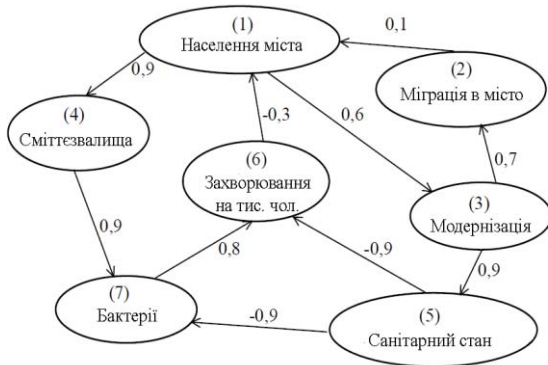 (1)
Населення міста
0,1
(2)
Міграція в місто
0,9
(4)
Сміттєзвалища
-0,3
0,6
(6)
Захворювання
на тис. чол.
0,7
(3)
Модернізація
0,9
0,8
-0,9
0,9
(7)
Бактерії
-0,9
(5)
Санітарний стан